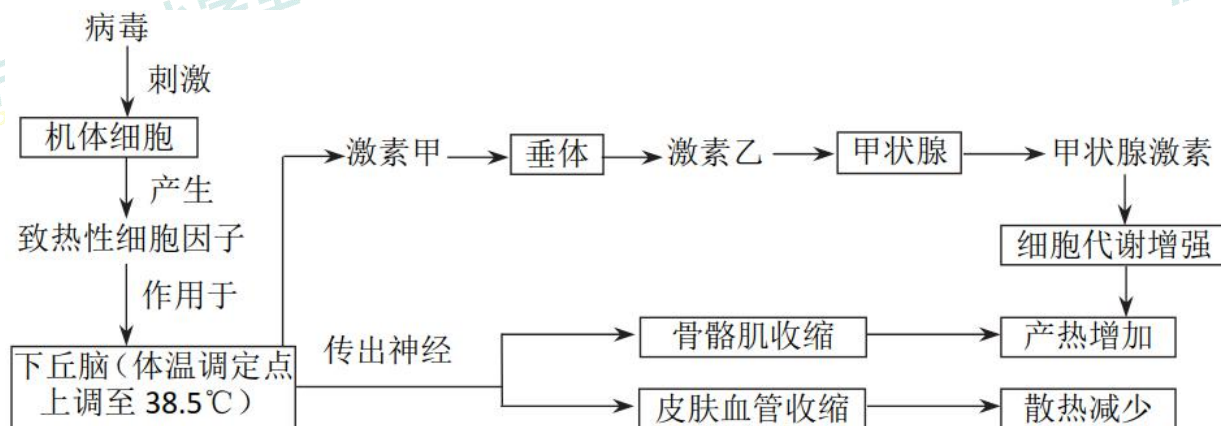 病毒
刺激
机体细胞
产生
致热性细胞因子
作用于
下丘脑（体温调定点
上调至 38.5℃）
激素甲
垂体
激素乙
甲状腺
甲状腺激素
细胞代谢增强
传出神经
骨骼肌收缩
产热增加
皮肤血管收缩
散热减少